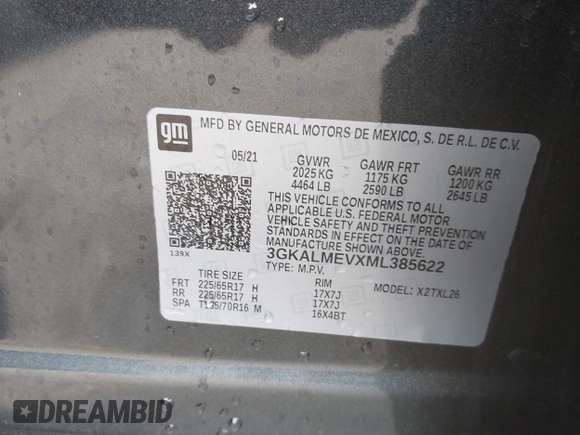 gm
MFD BY GENERAL MOTORS DE MEXICO, S. DE R.L. DE C.V.
05/21 GVWR GAWR FRT GAWR RR
2025 KG 1175 KG 1200 KG
4464 LB 2590 LB 2645 LB
THIS VEHICLE CONFORMS TO ALL
APPLICABLE U.S. FEDERAL MOTOR
VEHICLE SAFETY AND THEFT PREVENTION
STANDARDS IN EFFECT ON THE DATE OF
MANUFACTURE SHOWN ABOVE.
3GKALMEVXML385622
139X
TYPE: M.P.V. MODEL: X2TXL26
TIRE SIZE RIM
FRT 225/65R17 H 17X7J
RR 225/65R17 H 17X7J
SPA T135/70R16 M 16X4BT
DREAMBID